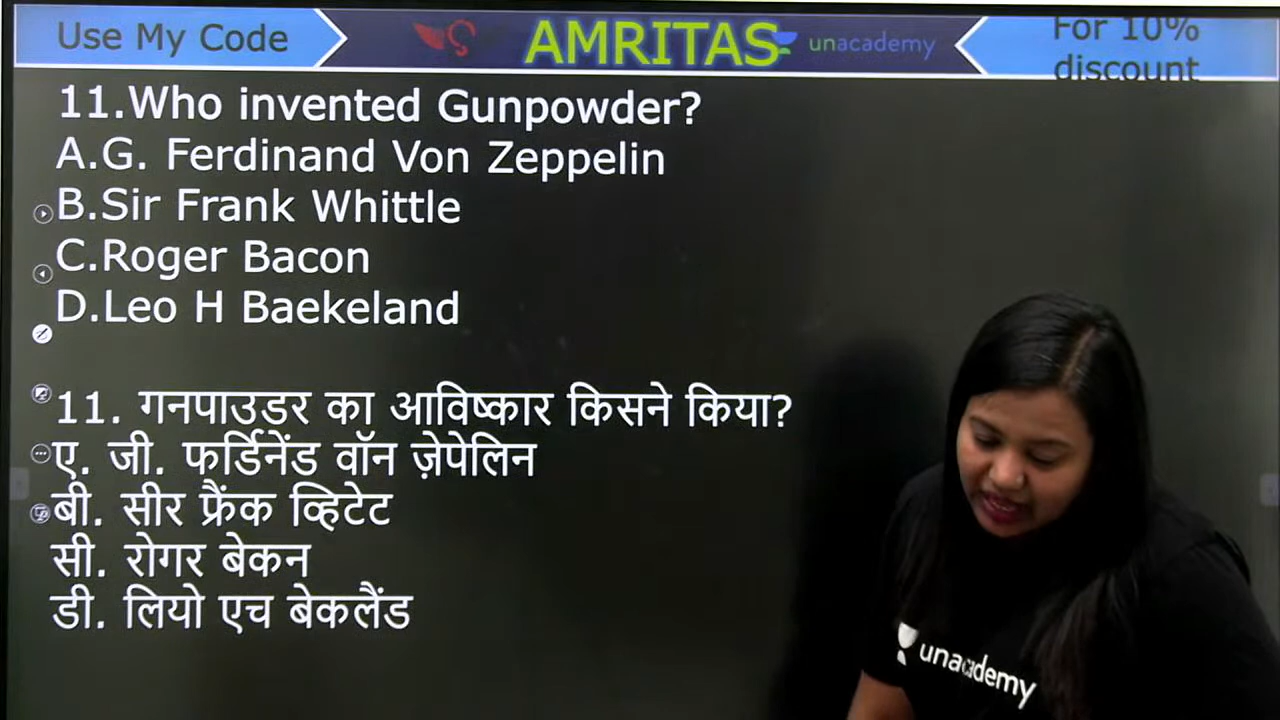 Use My Code
AMRITAS
unacademy
For 10%
discount
11.Who invented Gunpowder?
A.G. Ferdinand Von Zeppelin
B.Sir Frank Whittle
C.Roger Bacon
D.Leo H Baekeland
11. गनपाउडर का आविष्कार किसने किया?
ए. जी. फर्डिनेंड वॉन ज़ेपेलिन
बी. सीर फ्रैंक व्हिटेट
सी. रोगर बेकन
डी. लियो एच बेकलैंड
unacademy